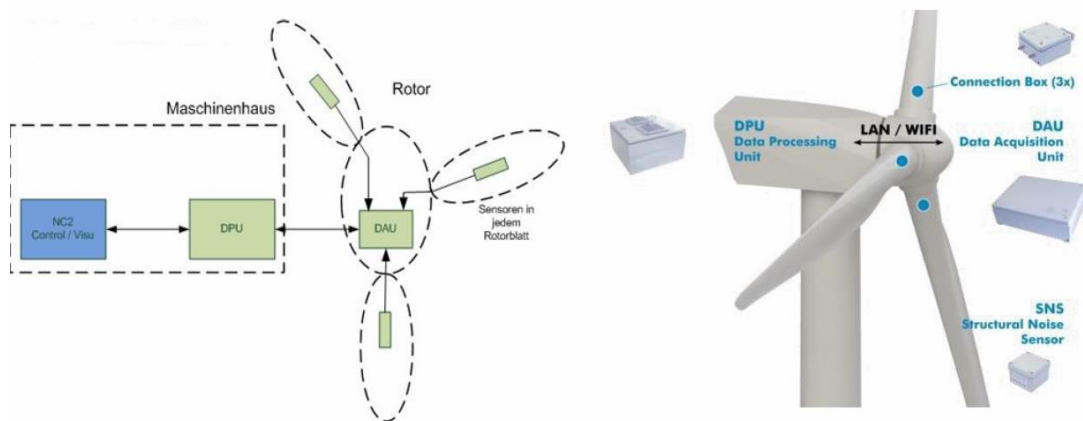 Maschinenhaus
Rotor
NC2
Control / Visu
DPU
DAU
Sensoren in
jedem
Rotorblatt
Connection Box (3x)
DPU
Data Processing
Unit
LAN / WIFI
DAU
Data Acquisition
Unit
SNS
Structural Noise
Sensor